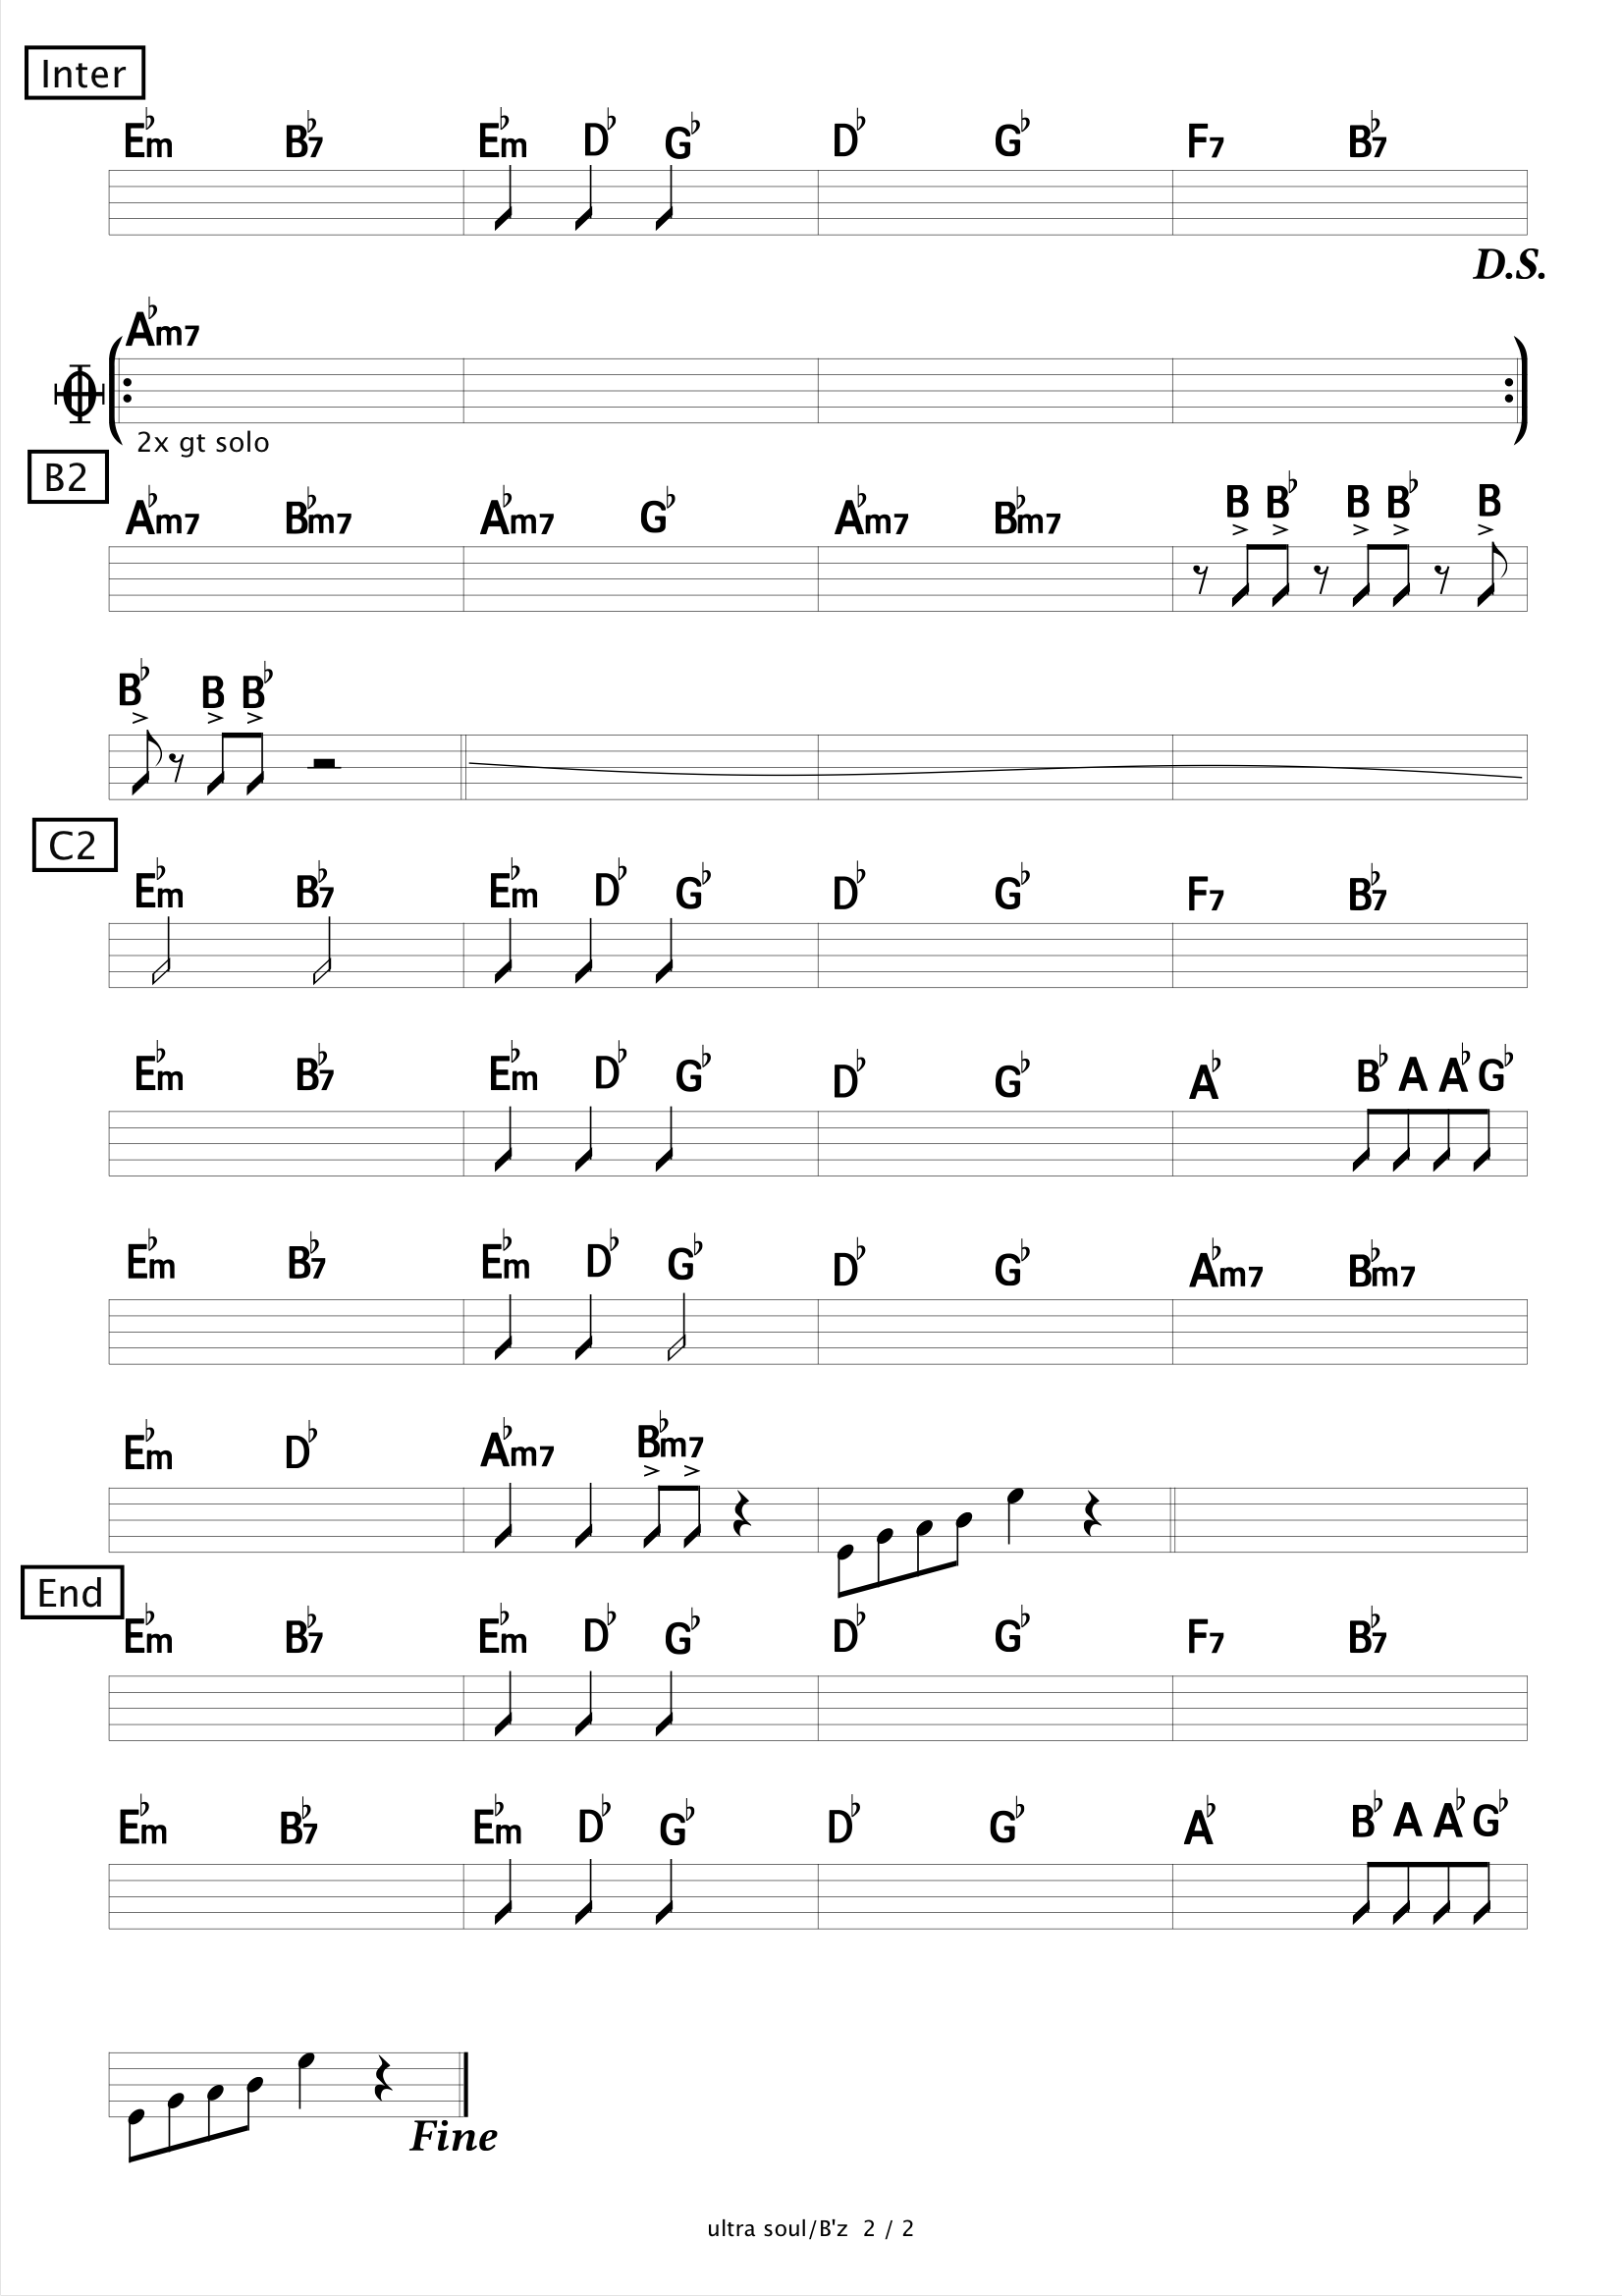 Inter
E♭m B♭7 E♭m D♭ G♭ D♭ G♭ F7 B♭7
D.S.
A♭m7
2x gt solo
B2
A♭m7 B♭m7 A♭m7 G♭ A♭m7 B♭m7 B B♭ B B♭ B
B♭ B B♭
C2
E♭m B♭7 E♭m D♭ G♭ D♭ G♭ F7 B♭7
E♭m B♭7 E♭m D♭ G♭ D♭ G♭ A♭ B♭ A A♭ G♭
E♭m B♭7 E♭m D♭ G♭ D♭ G♭ A♭m7 B♭m7
E♭m D♭ A♭m7 B♭m7
End
E♭m B♭7 E♭m D♭ G♭ D♭ G♭ F7 B♭7
E♭m B♭7 E♭m D♭ G♭ D♭ G♭ A♭ B♭ A A♭ G♭
Fine
ultra soul/B'z 2 / 2